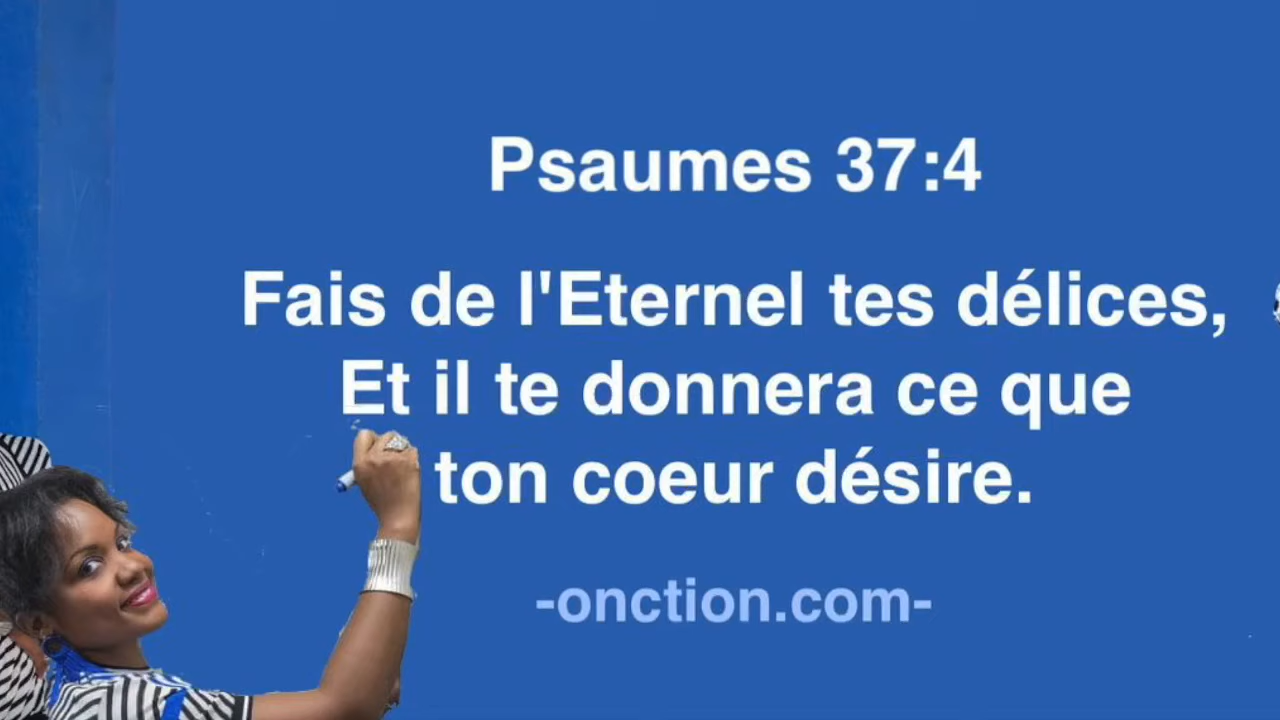 Psaumes 37:4
Fais de l'Eternel tes délices,
Et il te donnera ce que
ton coeur désire.
-onction.com-